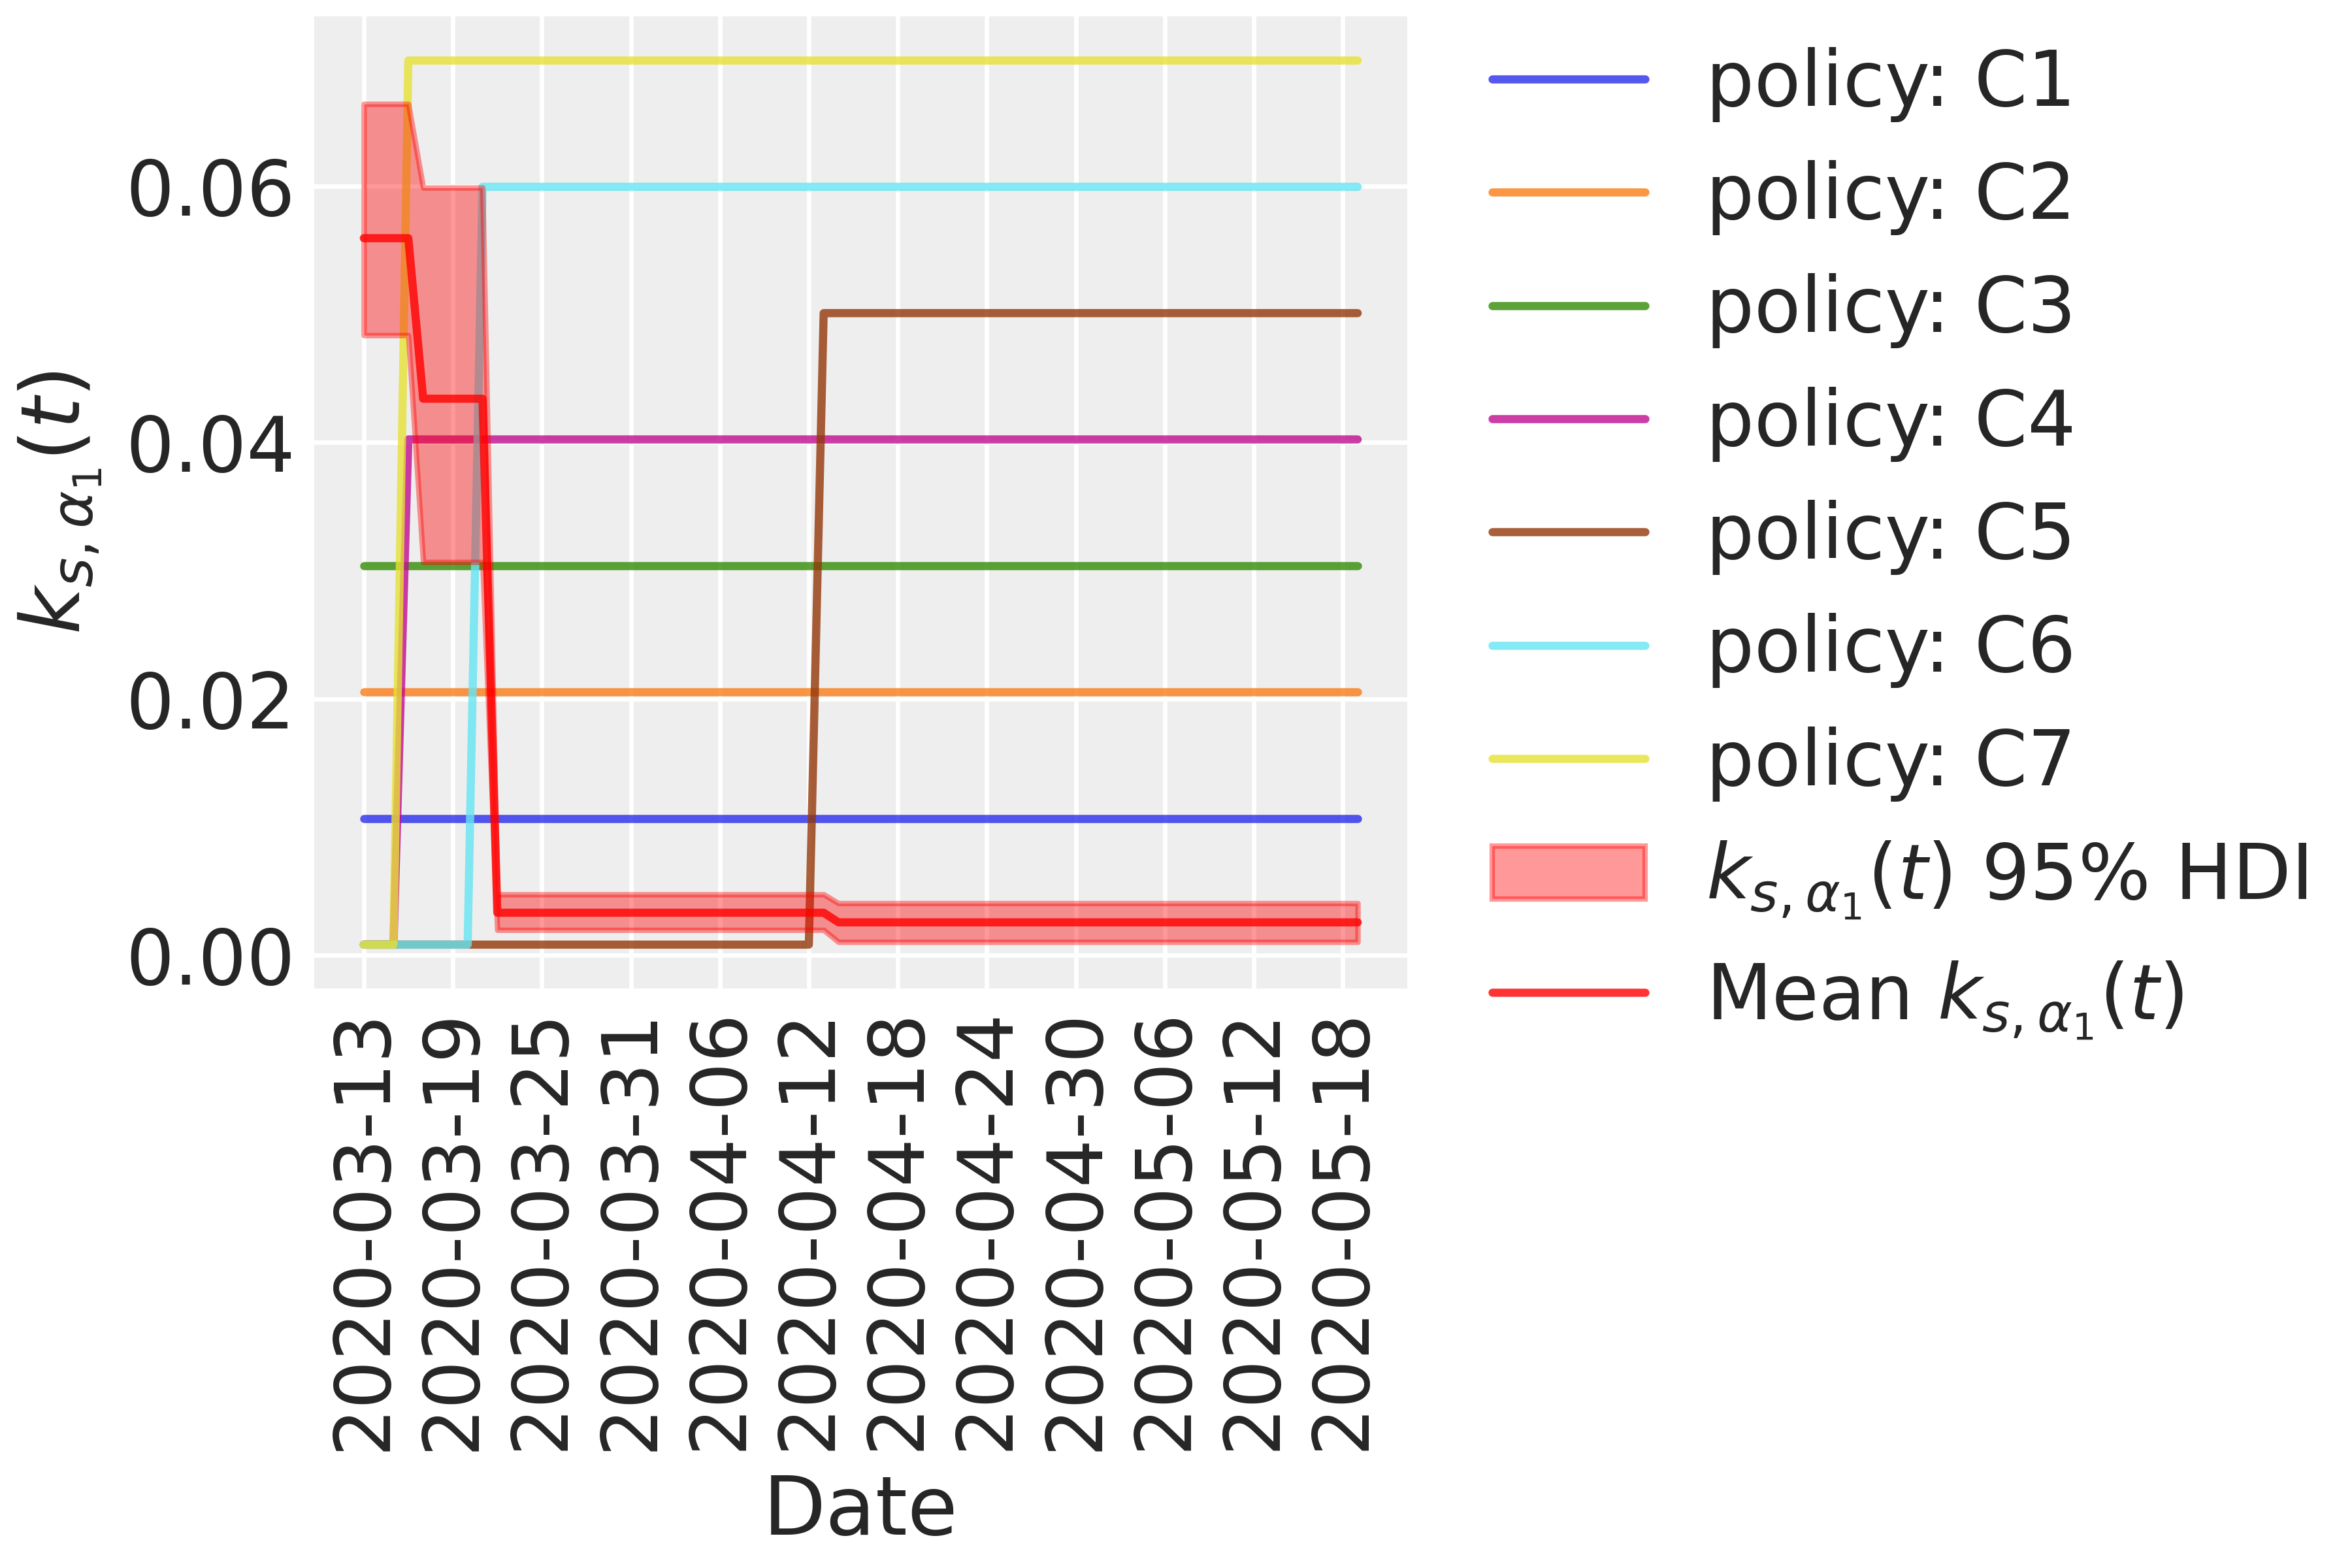 k_{s, α_1}(t)
0.06
0.04
0.02
0.00
2020-03-13
2020-03-19
2020-03-25
2020-03-31
2020-04-06
2020-04-12
2020-04-18
2020-04-24
2020-04-30
2020-05-06
2020-05-12
2020-05-18
Date
policy: C1
policy: C2
policy: C3
policy: C4
policy: C5
policy: C6
policy: C7
k_{s, α_1}(t) 95% HDI
Mean k_{s, α_1}(t)